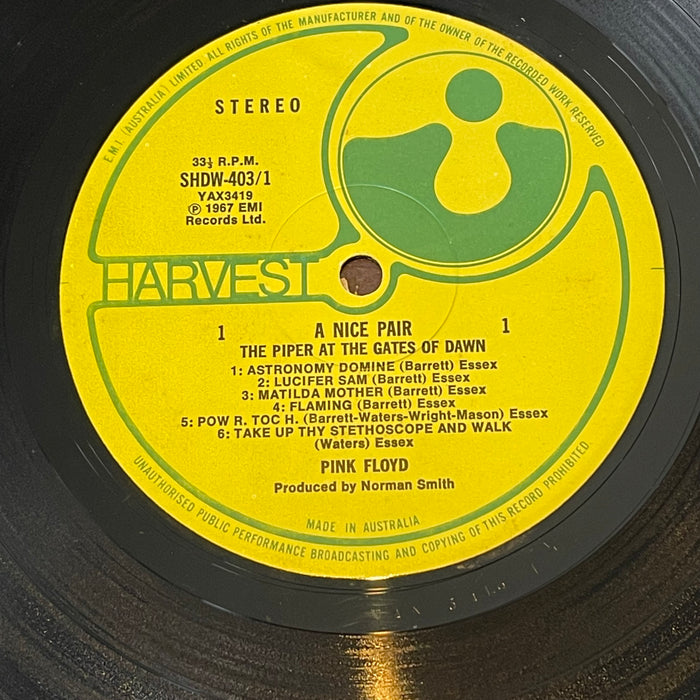 E.M.I. (AUSTRALIA) LIMITED. ALL RIGHTS OF THE MANUFACTURER AND OF THE OWNER OF THE RECORDED WORK RESERVED
STEREO
33⅓ R.P.M.
SHDW-403/1
YAX3419
℗ 1967 EMI
Records Ltd.
HARVEST
1 A NICE PAIR 1
THE PIPER AT THE GATES OF DAWN
1: ASTRONOMY DOMINE (Barrett) Essex
2: LUCIFER SAM (Barrett) Essex
3: MATILDA MOTHER (Barrett) Essex
4: FLAMING (Barrett) Essex
5: POW R. TOC H. (Barrett-Waters-Wright-Mason) Essex
6: TAKE UP THY STETHOSCOPE AND WALK
(Waters) Essex
PINK FLOYD
Produced by Norman Smith
MADE IN AUSTRALIA
UNAUTHORISED PUBLIC PERFORMANCE BROADCASTING AND COPYING OF THIS RECORD PROHIBITED.